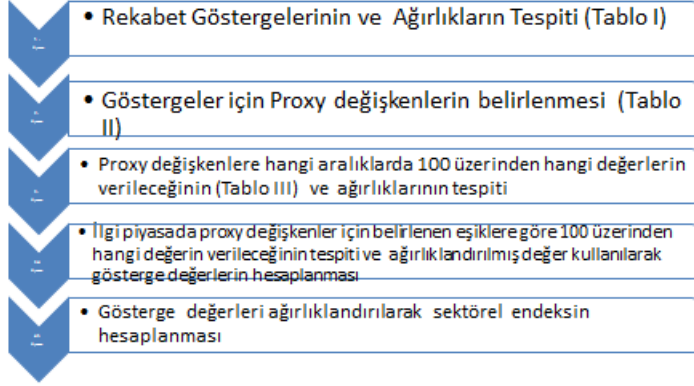 • Rekabet Göstergelerinin ve Ağırlıkların Tespiti (Tablo I)
• Göstergeler için Proxy değişkenlerin belirlenmesi (Tablo
II)
• Proxy değişkenlere hangi aralıklarda 100 üzerinden hangi değerlerin
verileceğinin (Tablo III) ve ağırlıklarının tespiti
• İlgi piyasada proxy değişkenler için belirlenen eşiklere göre 100 üzerinden
hangi değerin verileceğinin tespiti ve ağırlıklandırılmış değer kullanılarak
gösterge değerlerin hesaplanması
• Gösterge değerleri ağırlıklandırılarak sektörel endeksin
hesaplanması